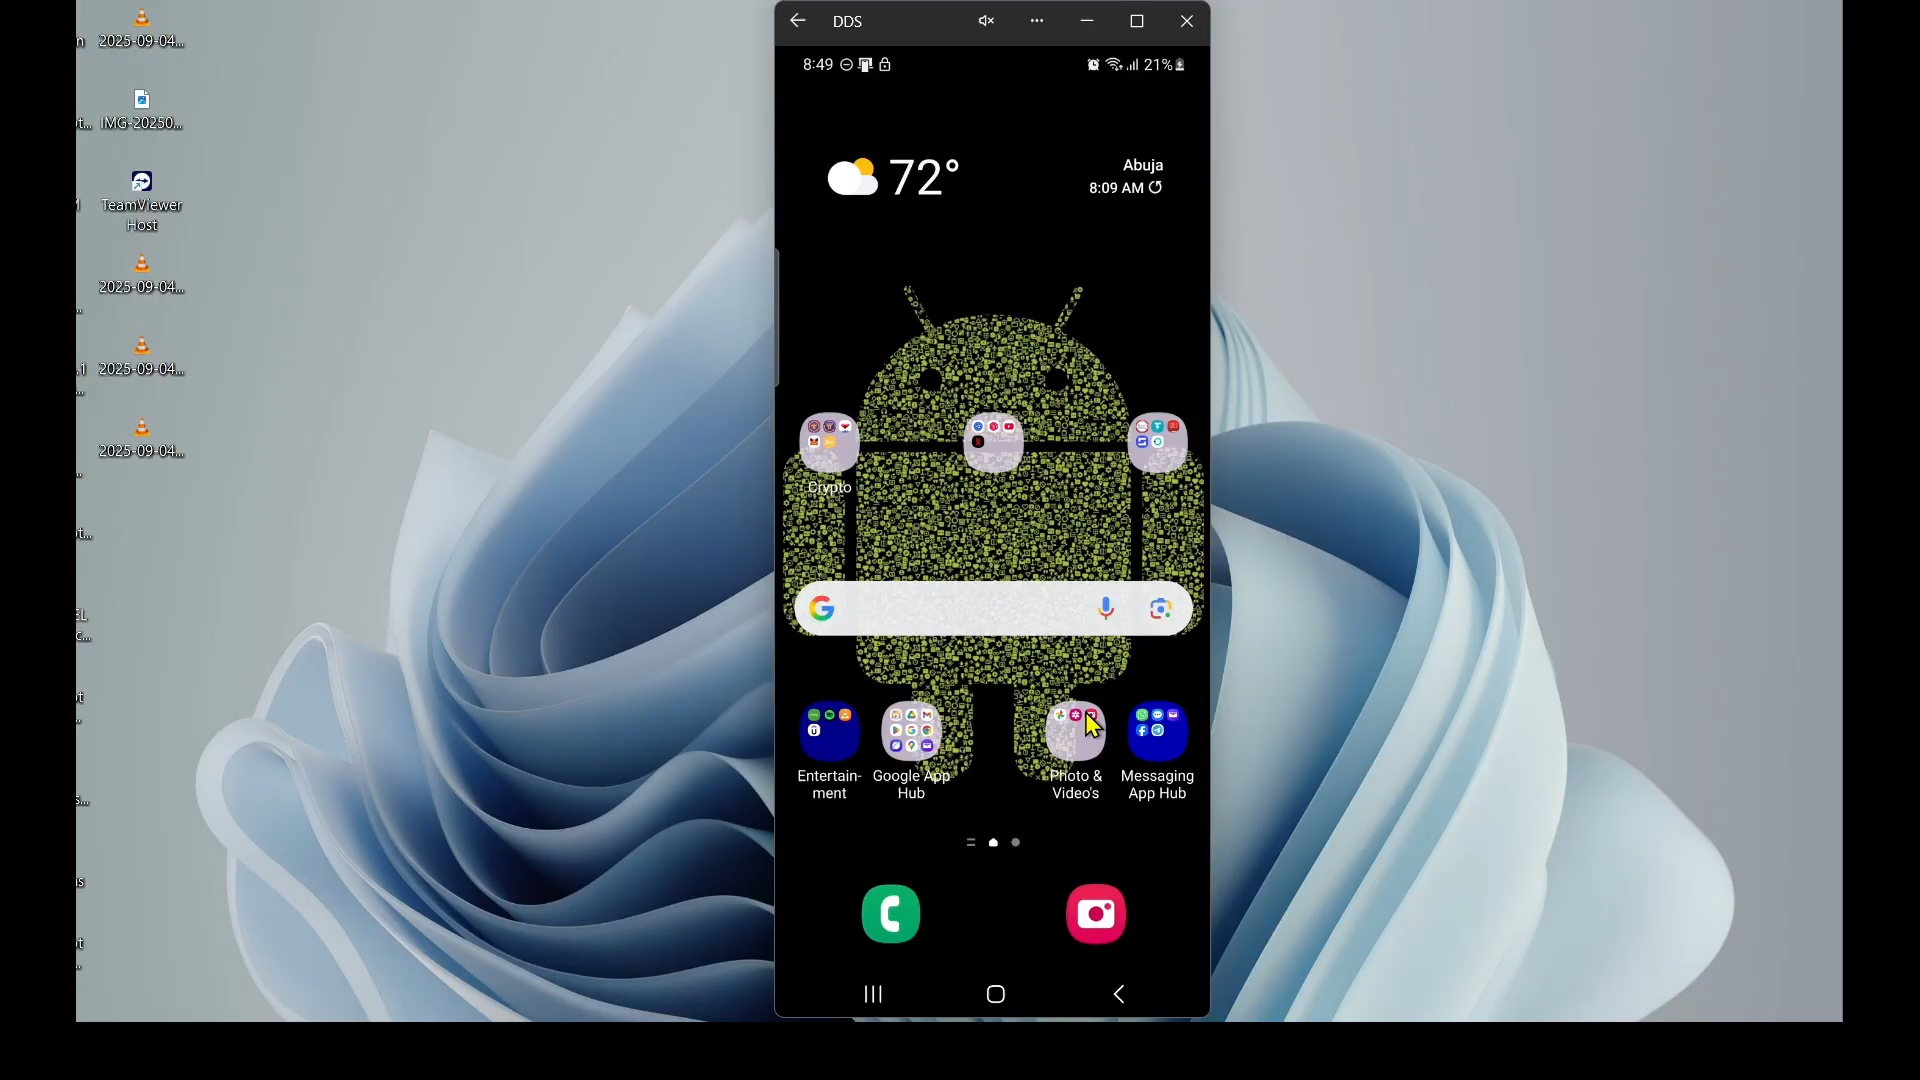 DDS
8:49
21%
72°
Abuja
8:09 AM
Crypto
Entertain-
ment
Google App
Hub
Photo &
Video's
Messaging
App Hub
2025-09-04...
IMG-20250...
TeamViewer
Host
2025-09-04...
2025-09-04...
2025-09-04...